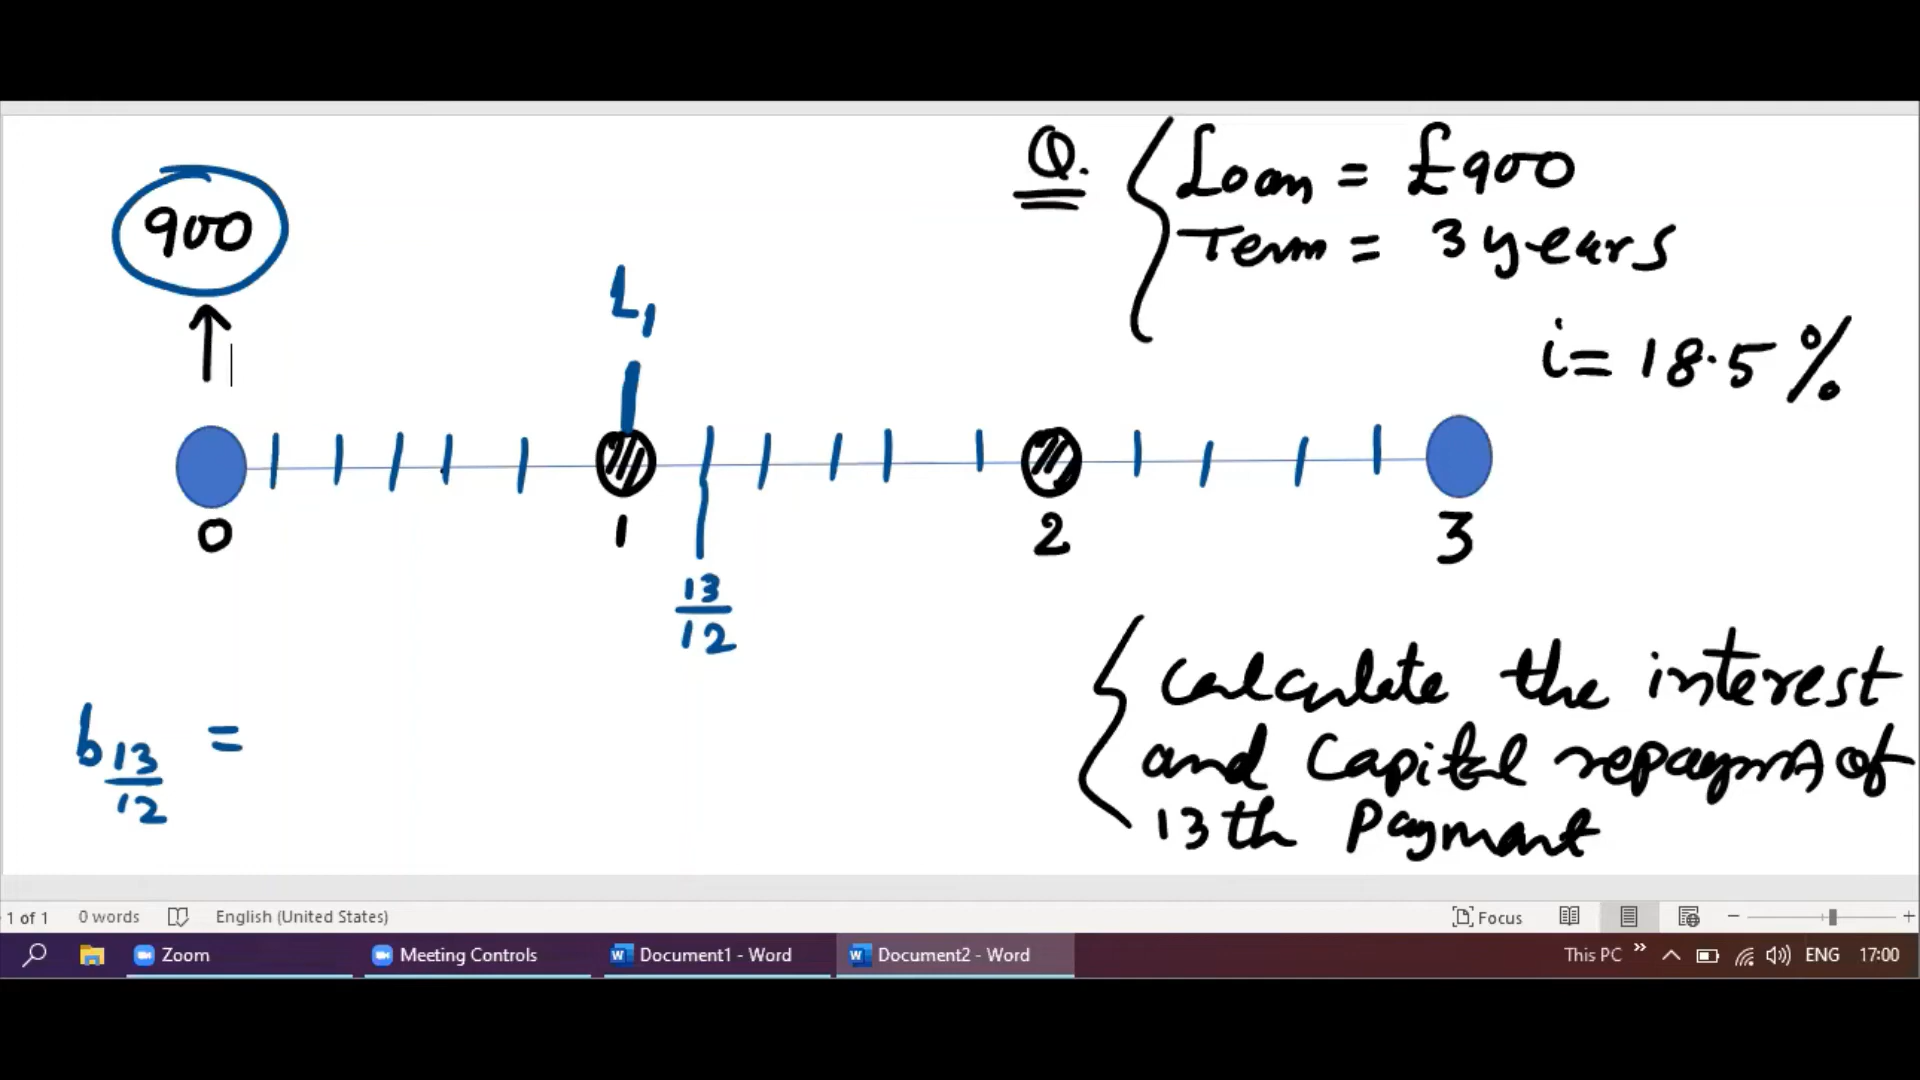 900
Q. Loan = £900
Term = 3 years
i = 18.5 %
L1
0 1 2 3
13
12
b13 =
12
calculate the interest
and capital repaymt of
13th Payment
1 of 1 0 words English (United States) Focus
Zoom Meeting Controls Document1 - Word Document2 - Word This PC ENG 17:00